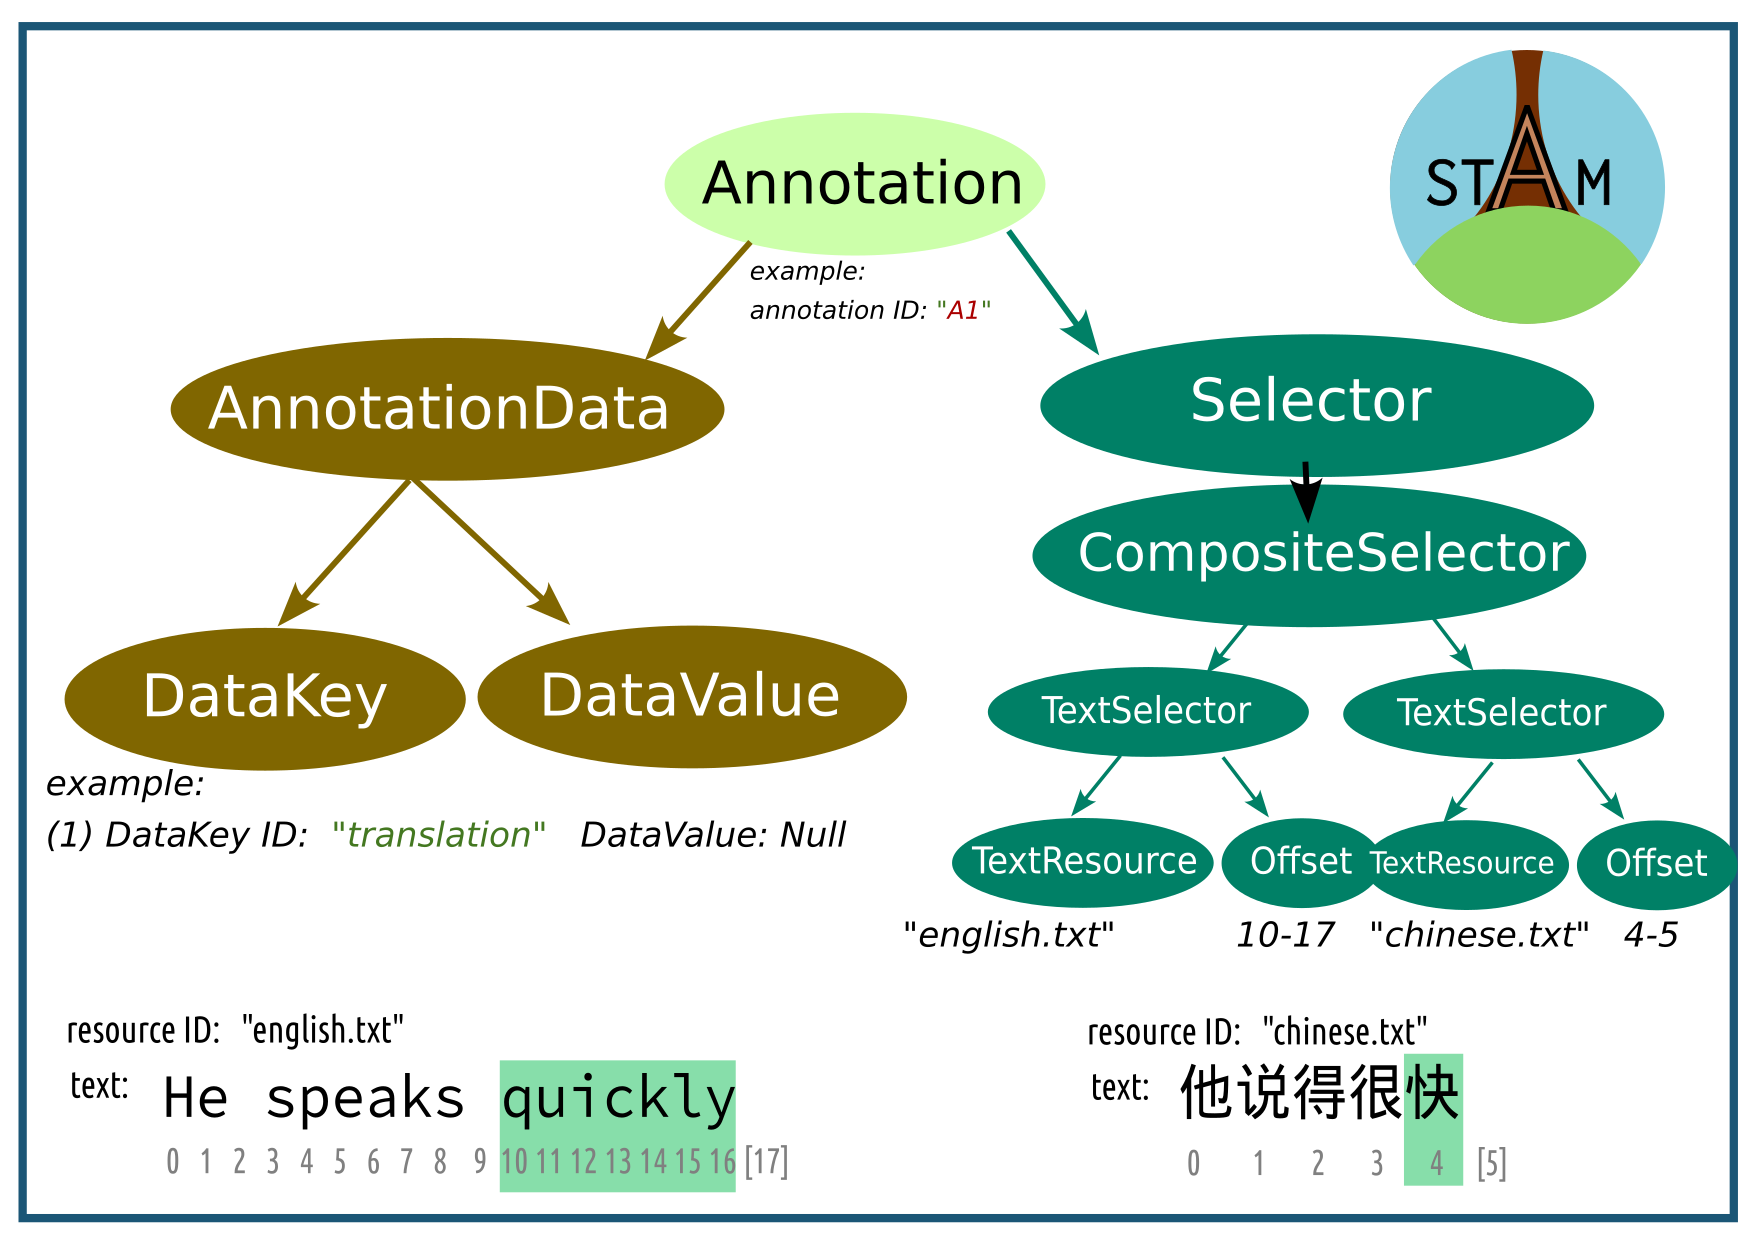 STAM
Annotation
example:
annotation ID: "A1"
AnnotationData
Selector
CompositeSelector
DataKey
DataValue
TextSelector
TextSelector
example:
(1) DataKey ID: "translation" DataValue: Null
TextResource
Offset
TextResource
Offset
"english.txt"
10-17
"chinese.txt"
4-5
resource ID: "english.txt"
text: He speaks quickly
0 1 2 3 4 5 6 7 8 9 10 11 12 13 14 15 16 [17]
resource ID: "chinese.txt"
text: 他说得很快
0 1 2 3 4 [5]